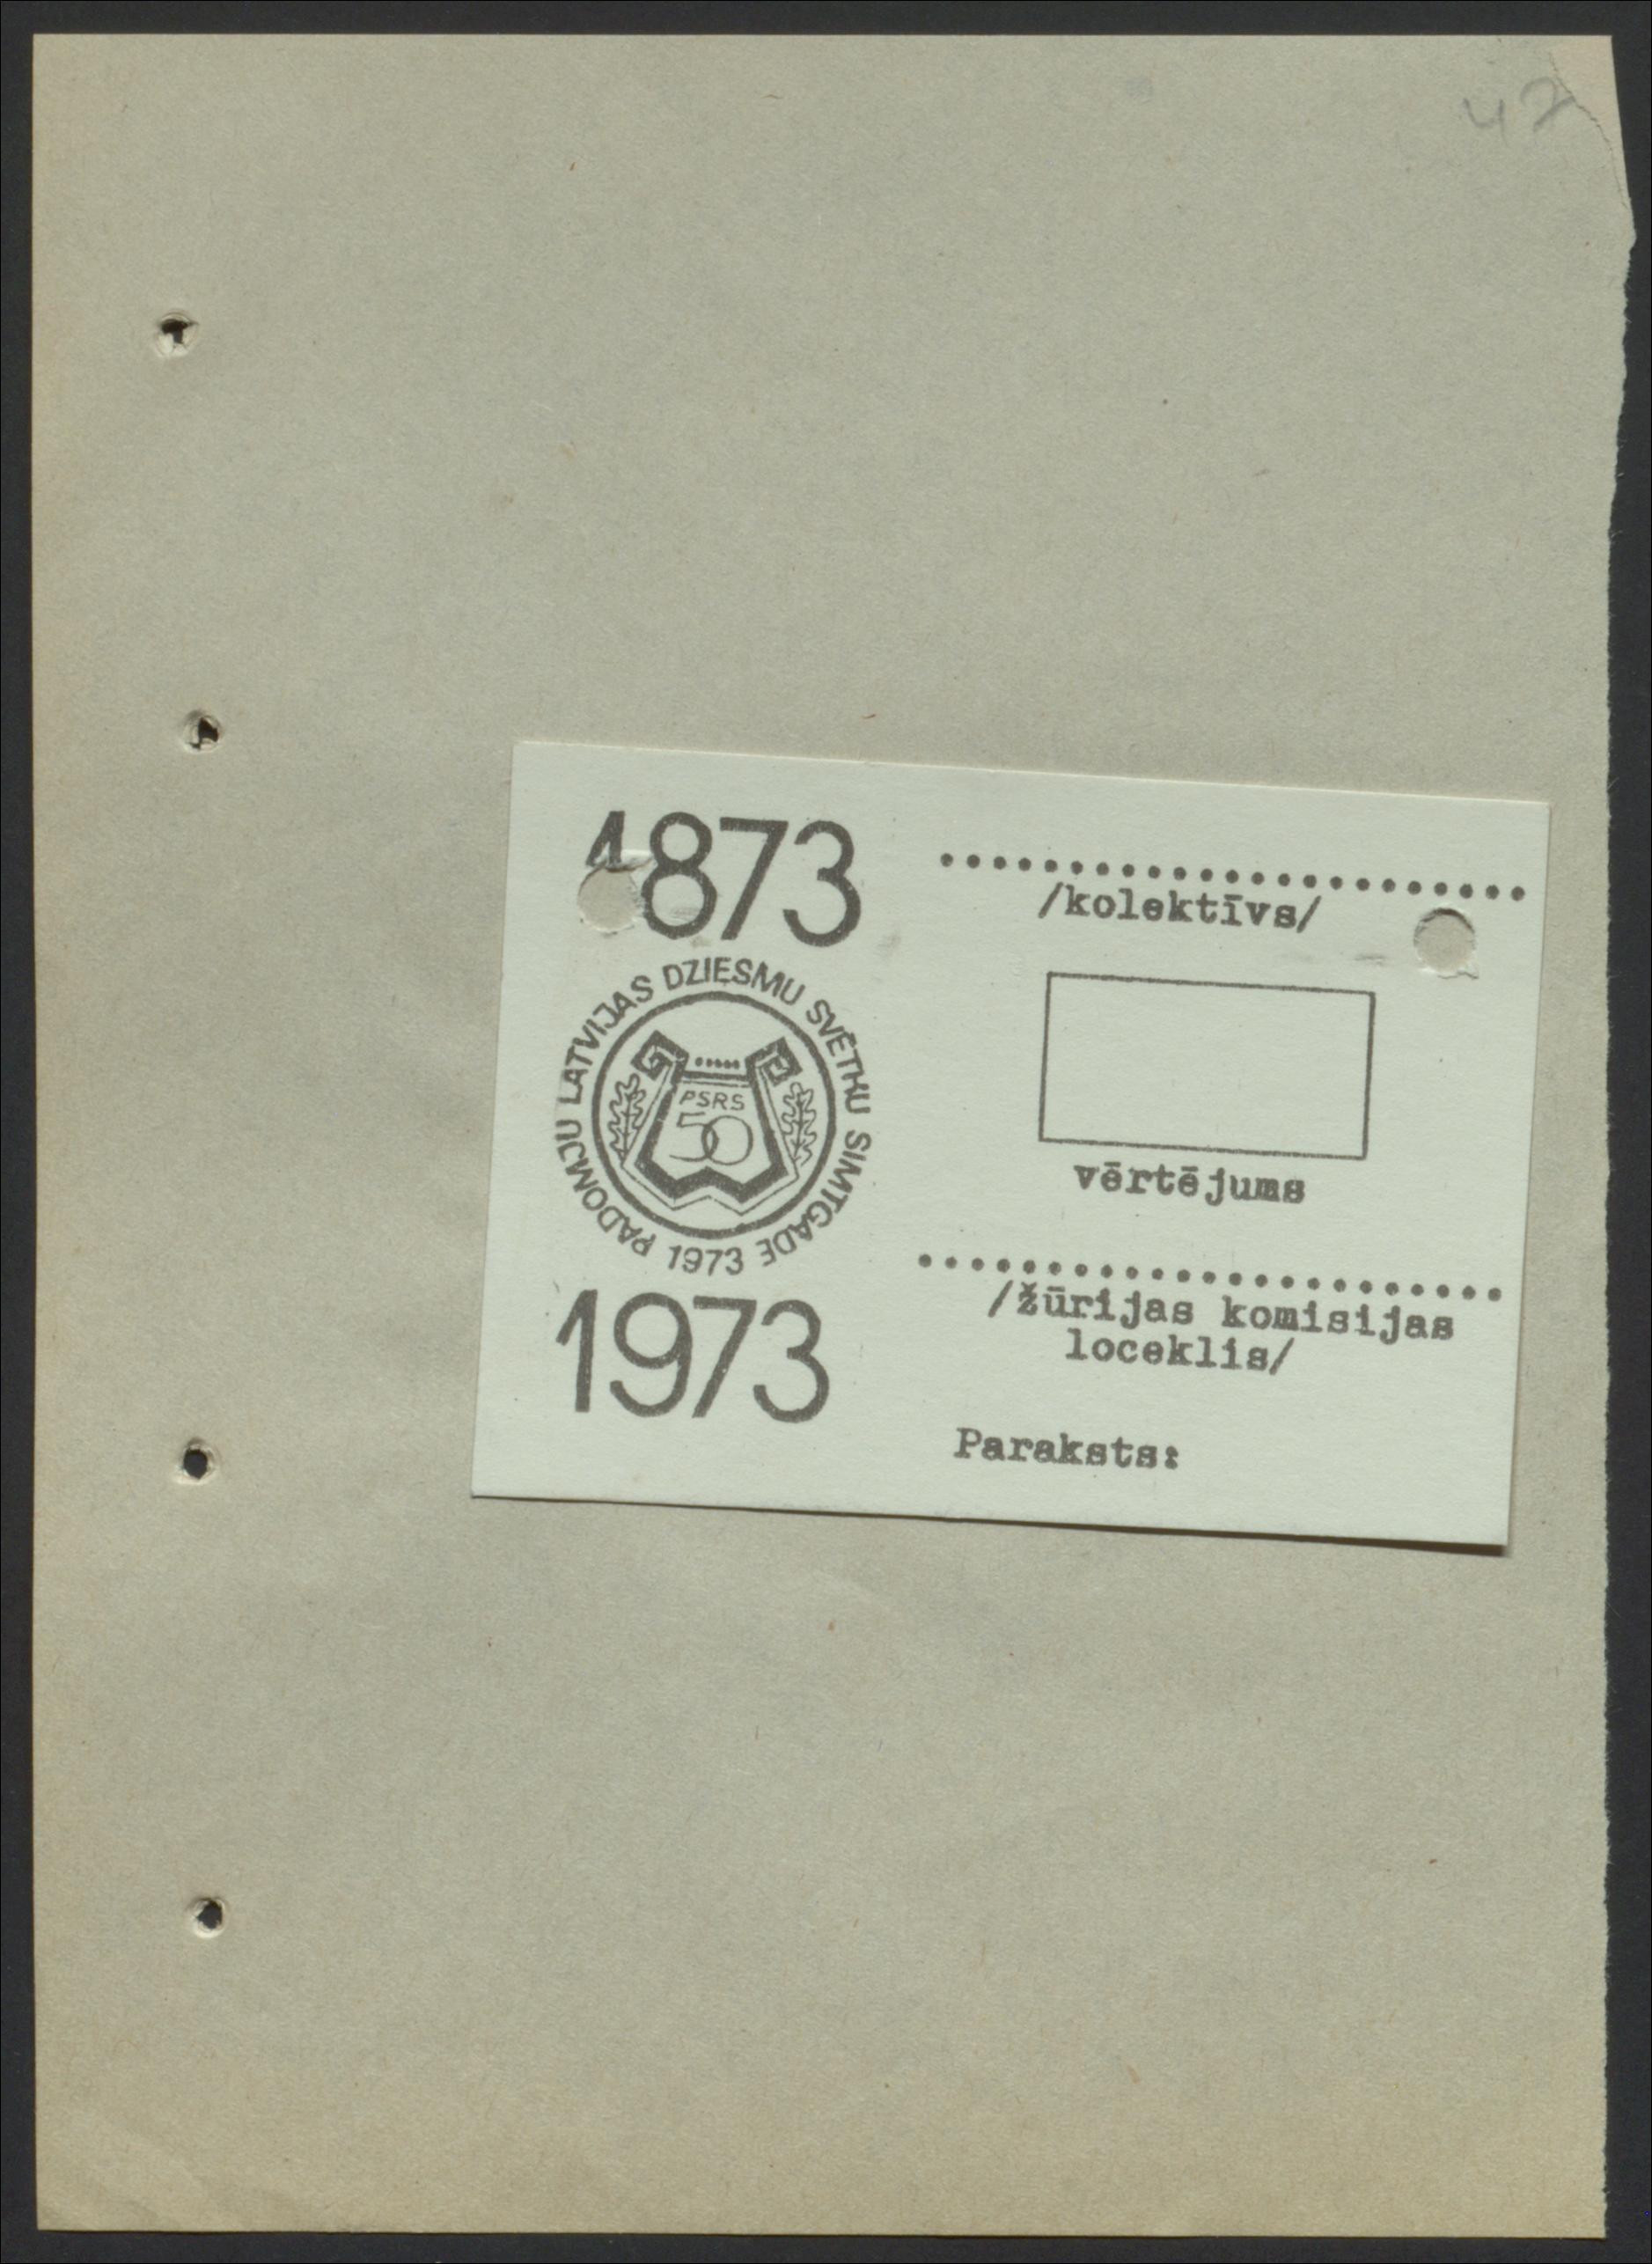 42
1873
PADOMJU LATVIJAS DZIESMU SVĒTKU SIMTGADE
1973
PSRS
50
1973
.......................
/kolektīvs/
vērtējums
.......................
/žūrijas komisijas
loceklis/
Paraksts: